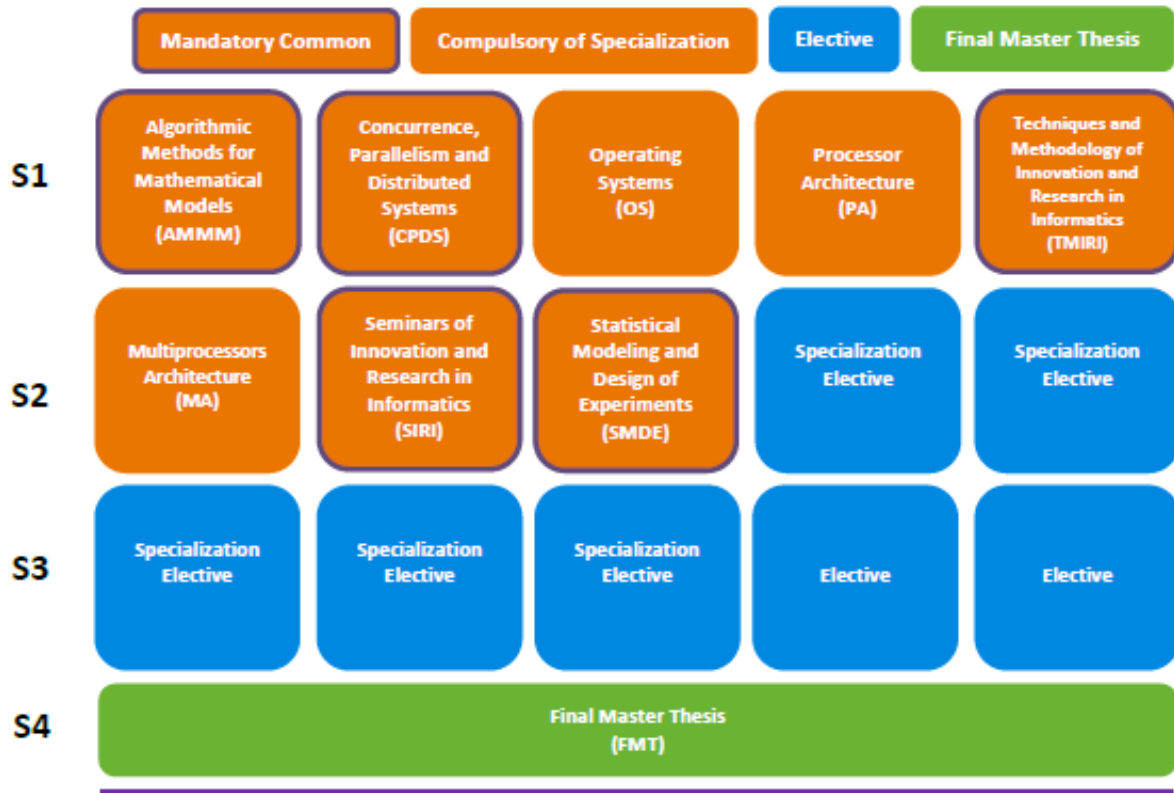 Mandatory Common
Compulsory of Specialization
Elective
Final Master Thesis
S1
Algorithmic
Methods for
Mathematical
Models
(AMMM)
Concurrence,
Parallelism and
Distributed
Systems
(CPDS)
Operating
Systems
(OS)
Processor
Architecture
(PA)
Techniques and
Methodology of
Innovation and
Research in
Informatics
(TMIRI)
S2
Multiprocessors
Architecture
(MA)
Seminars of
Innovation and
Research in
Informatics
(SIRI)
Statistical
Modeling and
Design of
Experiments
(SMDE)
Specialization
Elective
Specialization
Elective
S3
Specialization
Elective
Specialization
Elective
Specialization
Elective
Elective
Elective
S4
Final Master Thesis
(FMT)